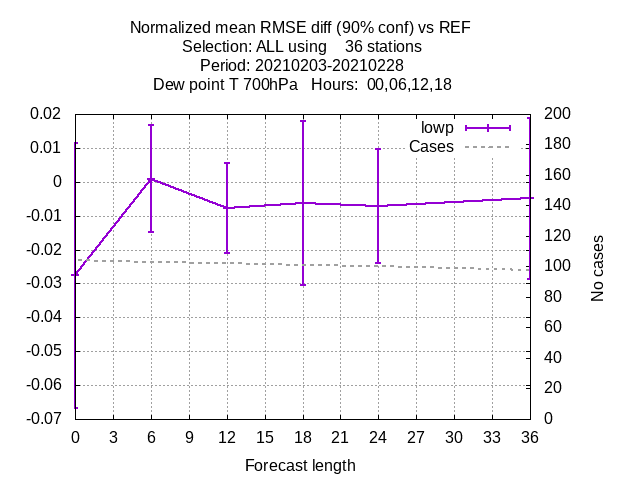 Normalized mean RMSE diff (90% conf) vs REF
Selection: ALL using    36 stations
Period: 20210203-20210228
Dew point T 700hPa   Hours:  00,06,12,18
lowp
Cases
0.02
0.01
0
-0.01
-0.02
-0.03
-0.04
-0.05
-0.06
-0.07
200
180
160
140
120
100
80
60
40
20
0
No cases
0 3 6 9 12 15 18 21 24 27 30 33 36
Forecast length